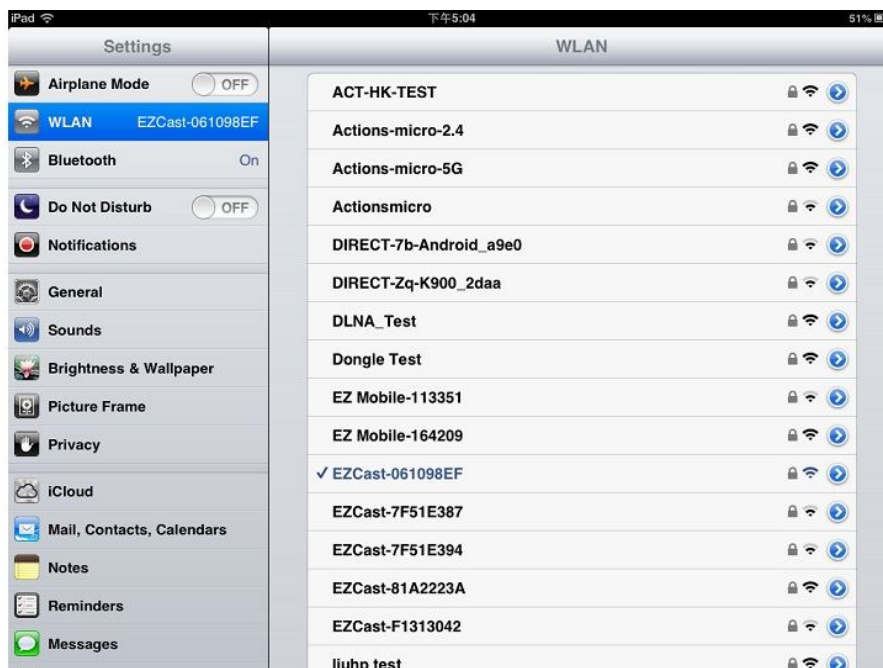 iPad 下午5:04 51%
Settings
WLAN
Airplane Mode OFF
WLAN EZCast-061098EF
Bluetooth On
Do Not Disturb OFF
Notifications
General
Sounds
Brightness & Wallpaper
Picture Frame
Privacy
iCloud
Mail, Contacts, Calendars
Notes
Reminders
Messages
ACT-HK-TEST
Actions-micro-2.4
Actions-micro-5G
Actionsmicro
DIRECT-7b-Android_a9e0
DIRECT-Zq-K900_2daa
DLNA_Test
Dongle Test
EZ Mobile-113351
EZ Mobile-164209
EZCast-061098EF
EZCast-7F51E387
EZCast-7F51E394
EZCast-81A2223A
EZCast-F1313042
liuhp test